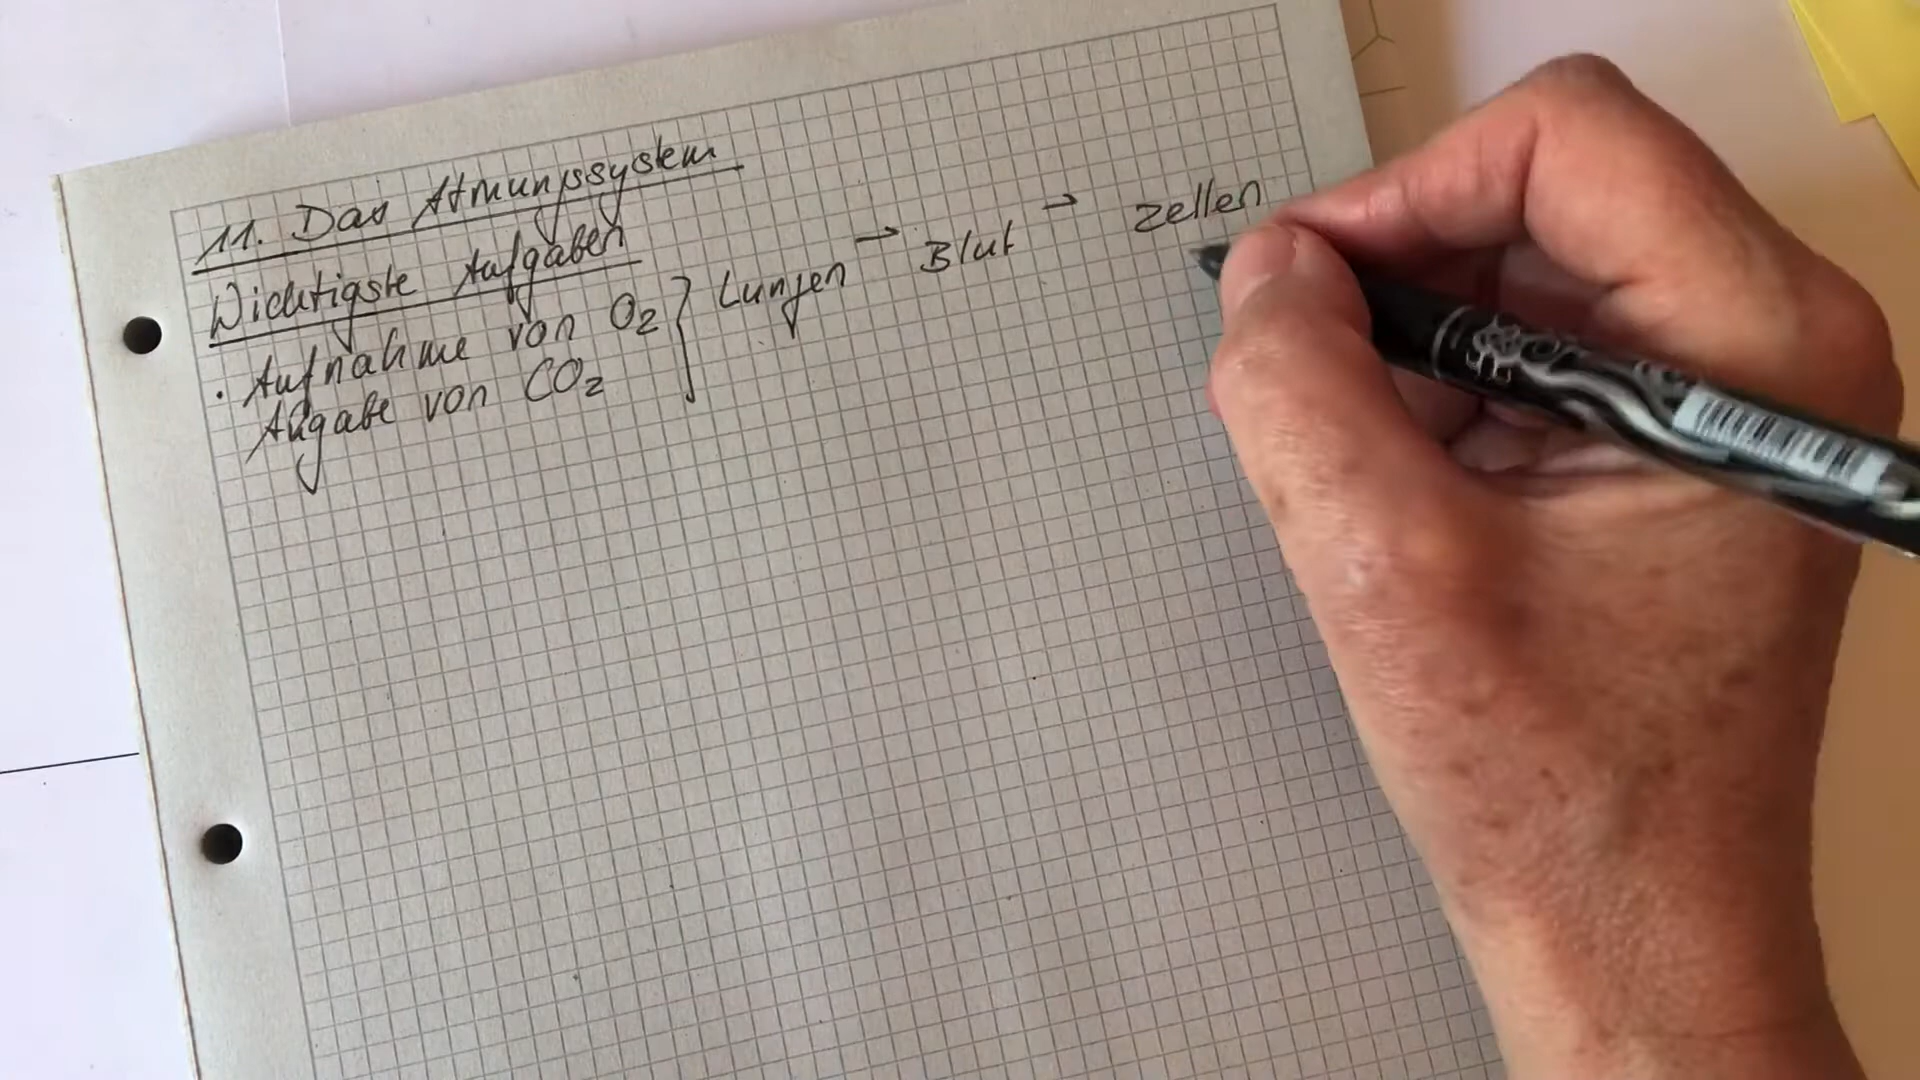 11. Das Atmungssystem
Wichtigste Aufgaben
· Aufnahme von O₂ } Lungen → Blut → Zellen
Abgabe von CO₂